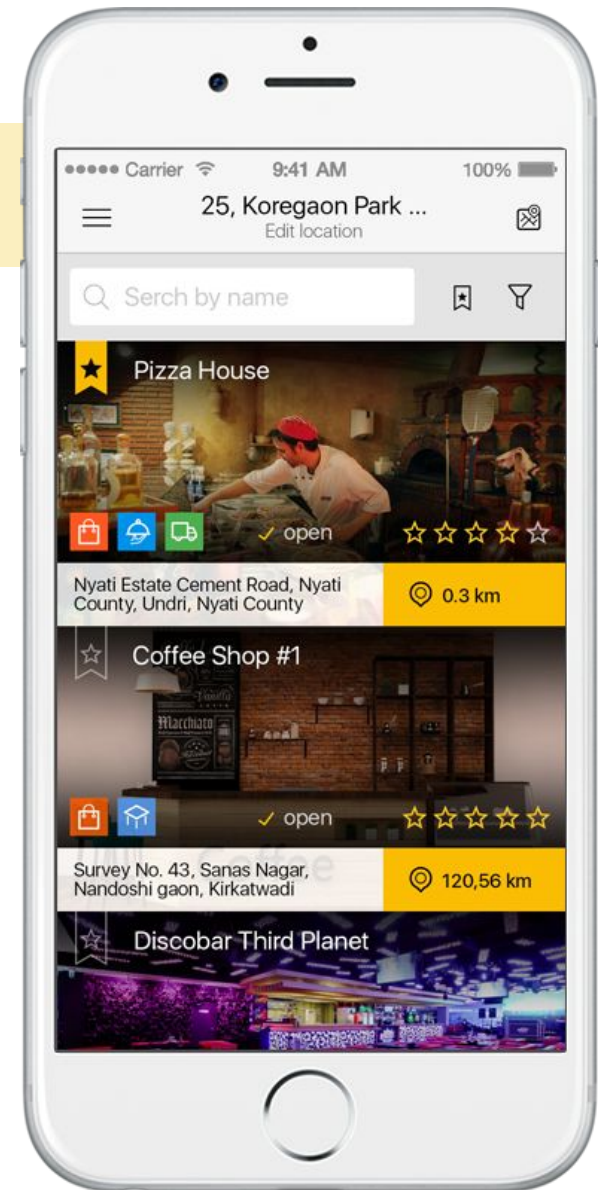 Carrier 9:41 AM 100%
25, Koregaon Park ...
Edit location
Serch by name
Pizza House
open
Nyati Estate Cement Road, Nyati
County, Undri, Nyati County
0.3 km
Coffee Shop #1
Vanilla
Macchiato
open
Coffee
Survey No. 43, Sanas Nagar,
Nandoshi gaon, Kirkatwadi
120,56 km
Discobar Third Planet